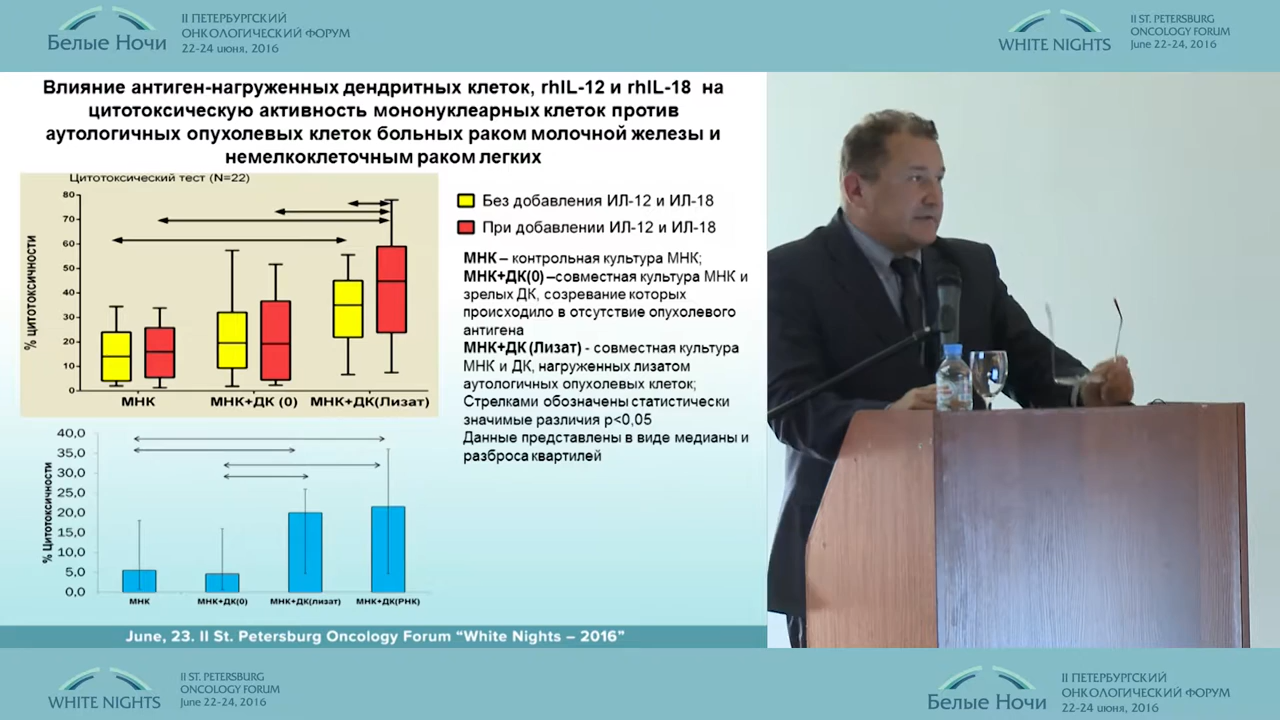 Белые Ночи
II ПЕТЕРБУРГСКИЙ
ОНКОЛОГИЧЕСКИЙ ФОРУМ
22-24 июня, 2016
WHITE NIGHTS
II ST. PETERSBURG
ONCOLOGY FORUM
June 22-24, 2016
Влияние антиген-нагруженных дендритных клеток, rhIL-12 и rhIL-18 на
цитотоксическую активность мононуклеарных клеток против
аутологичных опухолевых клеток больных раком молочной железы и
немелкоклеточным раком легких
Цитотоксический тест (N=22)
% цитотоксичности
80
70
60
50
40
30
20
10
0
МНК
МНК+ДК (0)
МНК+ДК(Лизат)
Без добавления ИЛ-12 и ИЛ-18
При добавлении ИЛ-12 и ИЛ-18
МНК – контрольная культура МНК;
МНК+ДК(0) –совместная культура МНК и
зрелых ДК, созревание которых
происходило в отсутствие опухолевого
антигена
МНК+ДК (Лизат) - совместная культура
МНК и ДК, нагруженных лизатом
аутологичных опухолевых клеток;
Стрелками обозначены статистически
значимые различия p<0,05
Данные представлены в виде медианы и
разброса квартилей
% Цитотоксичности
40,0
35,0
30,0
25,0
20,0
15,0
10,0
5,0
0,0
МНК
МНК+ДК(0)
МНК+ДК(лизат)
МНК+ДК(РНК)
June, 23. II St. Petersburg Oncology Forum “White Nights – 2016”
WHITE NIGHTS
II ST. PETERSBURG
ONCOLOGY FORUM
June 22-24, 2016
Белые Ночи
II ПЕТЕРБУРГСКИЙ
ОНКОЛОГИЧЕСКИЙ ФОРУМ
22-24 июня, 2016